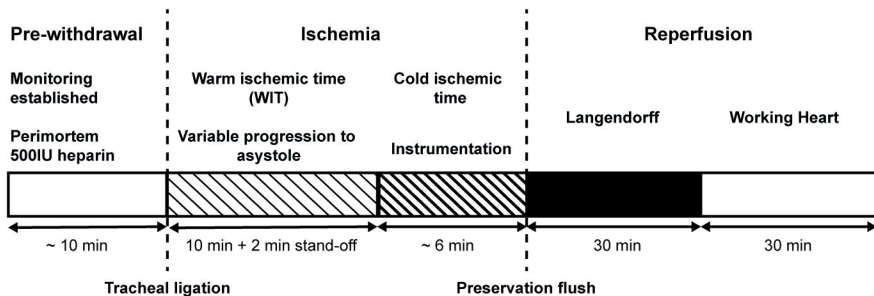 Pre-withdrawal
Ischemia
Reperfusion
Monitoring
established
Warm ischemic time
(WIT)
Cold ischemic
time
Langendorff
Working Heart
Perimortem
500IU heparin
Variable progression to
asystole
Instrumentation
~ 10 min
10 min + 2 min stand-off
~ 6 min
30 min
30 min
Tracheal ligation
Preservation flush